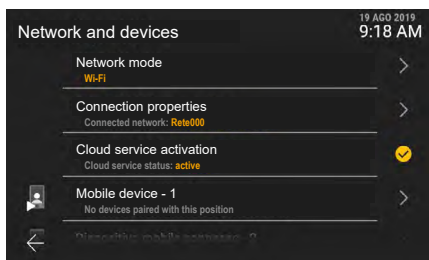 19 AGO 2019
Network and devices
9:18 AM
Network mode
Wi-Fi
Connection properties
Connected network: Rete000
Cloud service activation
Cloud service status: active
Mobile device - 1
No devices paired with this position